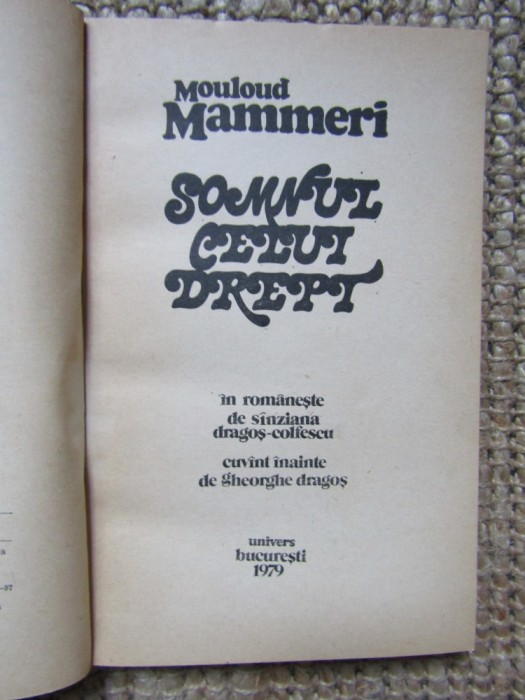 Mouloud
Mammeri
SOMNUL
CELUI
DREPT
în românește
de sînziana
dragoș-colfescu
cuvînt înainte
de gheorghe dragoș
univers
bucurești
1979